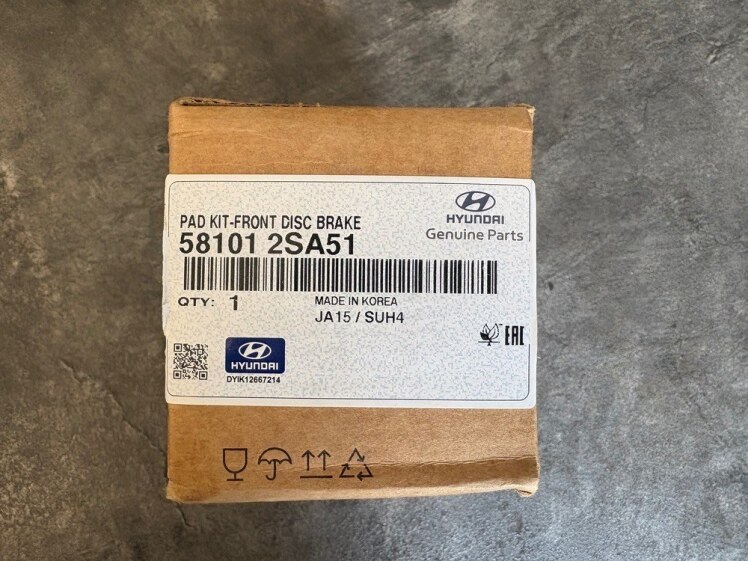 PAD KIT-FRONT DISC BRAKE
58101 2SA51
HYUNDAI
Genuine Parts
QTY: 1
MADE IN KOREA
JA15 / SUH4
EAC
HYUNDAI
DYIK12667214